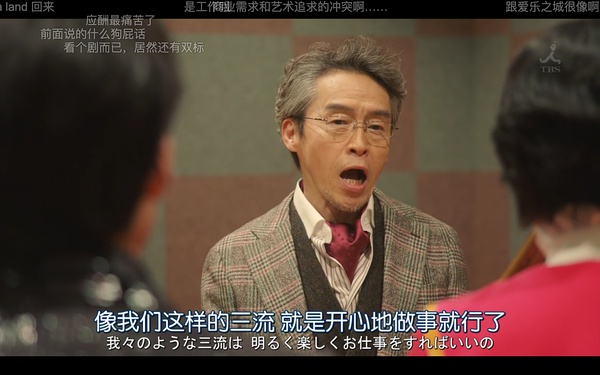 a land 回来
是工作
商业需求和艺术追求的冲突啊……
跟爱乐之城很像啊
应酬最痛苦了
前面说的什么狗屁话
看个剧而已，居然还有双标
TBS
像我们这样的三流 就是开心地做事就行了
我々のような三流は 明るく楽しくお仕事をすればいいの